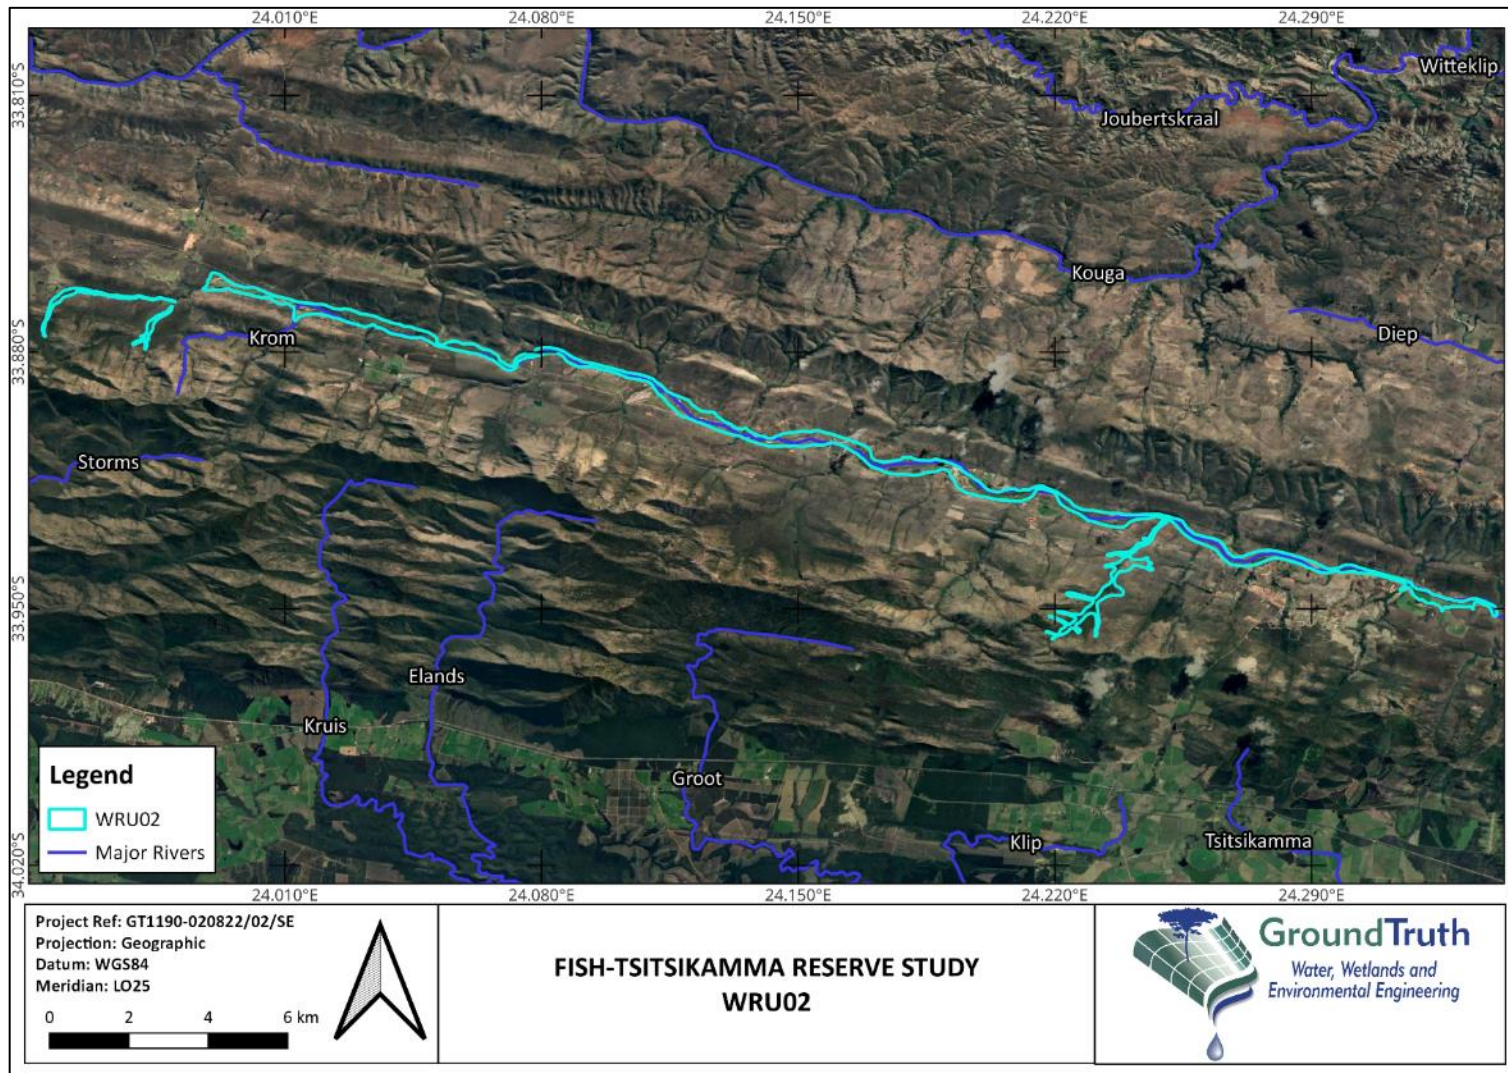 24.010°E 24.080°E 24.150°E 24.220°E 24.290°E
33.810°S
33.880°S
33.950°S
34.020°S
Witteklip
Joubertskraal
Kouga
Diep
Krom
Storms
Elands
Kruis
Groot
Klip
Tsitsikamma
Legend
WRU02
Major Rivers
24.010°E 24.080°E 24.150°E 24.220°E 24.290°E
Project Ref: GT1190-020822/02/SE
Projection: Geographic
Datum: WGS84
Meridian: LO25
0 2 4 6 km
FISH-TSITSIKAMMA RESERVE STUDY
WRU02
GroundTruth
Water, Wetlands and
Environmental Engineering